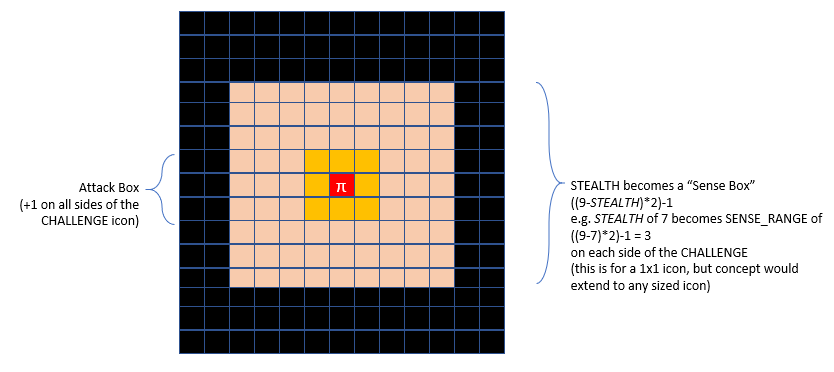 Attack Box
(+1 on all sides of the
CHALLENGE icon)
π
STEALTH becomes a “Sense Box”
((9-STEALTH)*2)-1
e.g. STEALTH of 7 becomes SENSE_RANGE of
((9-7)*2)-1 = 3
on each side of the CHALLENGE
(this is for a 1x1 icon, but concept would
extend to any sized icon)